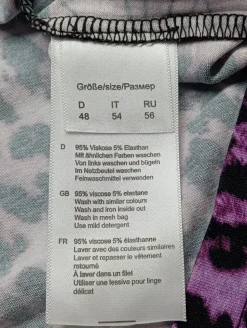 Größe/size/Размер
D IT RU
48 54 56
D 95% Viskose 5% Elasthan
Mit ähnlichen Farben waschen
Von links waschen und bügeln
Im Netzbeutel waschen
Feinwaschmittel verwenden
GB 95% viscose 5% elastane
Wash with similar colours
Wash and iron inside out
Wash in mesh bag
Use mild detergent
FR 95% viscose 5% élasthanne
Laver avec des couleurs similaires
Laver et repasser le vêtement
retourné
À laver dans un filet
Utiliser une lessive pour linge
délicat